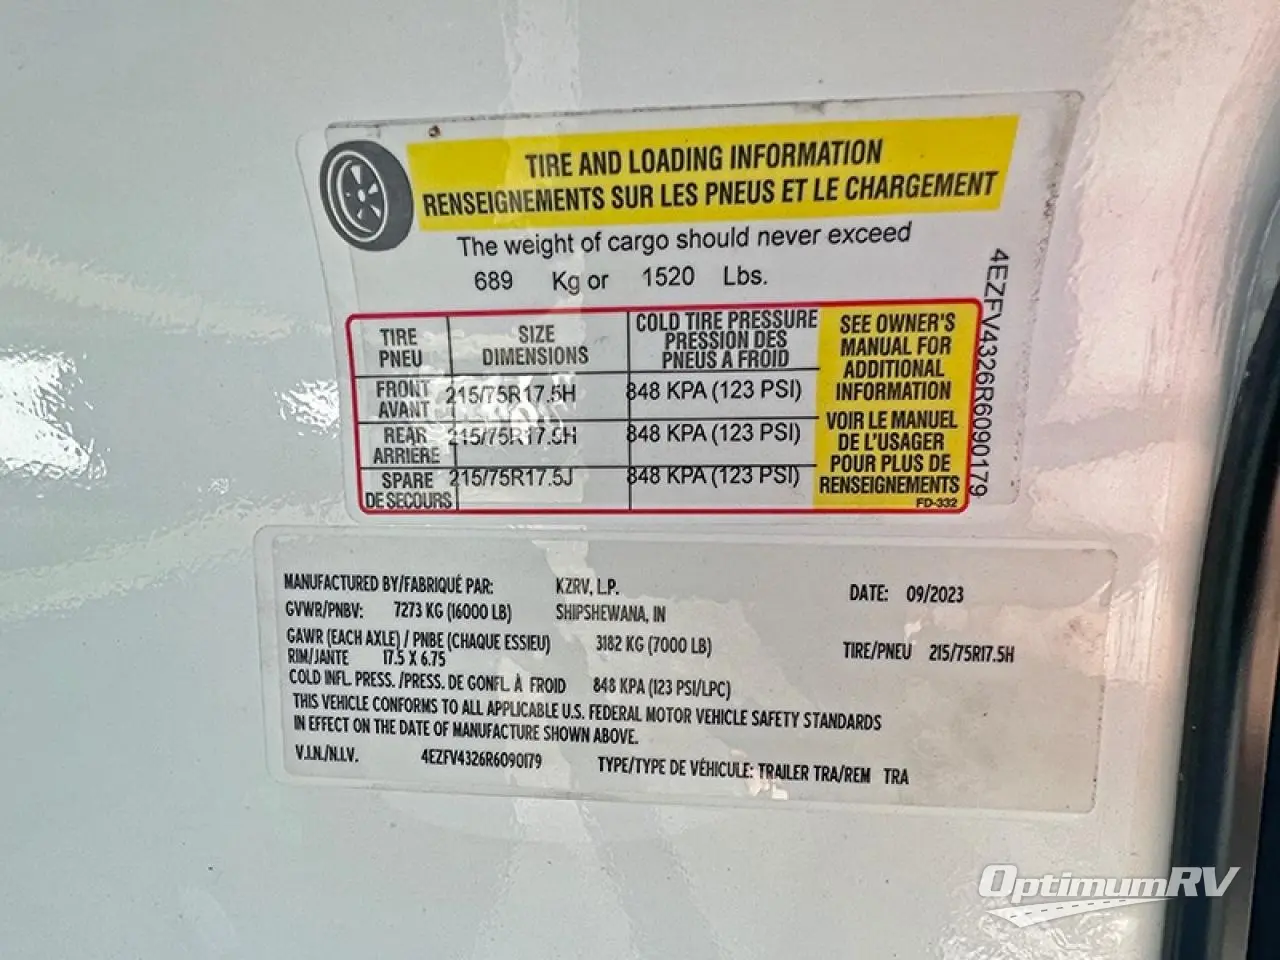 TIRE AND LOADING INFORMATION
RENSEIGNEMENTS SUR LES PNEUS ET LE CHARGEMENT
The weight of cargo should never exceed
689 Kg or 1520 Lbs.
TIRE PNEU SIZE DIMENSIONS COLD TIRE PRESSURE PRESSION DES PNEUS A FROID
FRONT AVANT 215/75R17.5H 848 KPA (123 PSI)
REAR ARRIERE 215/75R17.5H 848 KPA (123 PSI)
SPARE DE SECOURS 215/75R17.5J 848 KPA (123 PSI)
SEE OWNER'S
MANUAL FOR
ADDITIONAL
INFORMATION
VOIR LE MANUEL
DE L'USAGER
POUR PLUS DE
RENSEIGNEMENTS
FD-332
4EZFV4326R6090179
MANUFACTURED BY/FABRIQUÉ PAR: KZRV, L.P. DATE: 09/2023
GVWR/PNBV: 7273 KG (16000 LB) SHIPSHEWANA, IN
GAWR (EACH AXLE) / PNBE (CHAQUE ESSIEU) 3182 KG (7000 LB) TIRE/PNEU 215/75R17.5H
RIM/JANTE 17.5 X 6.75
COLD INFL. PRESS. /PRESS. DE GONFL. À FROID 848 KPA (123 PSI/LPC)
THIS VEHICLE CONFORMS TO ALL APPLICABLE U.S. FEDERAL MOTOR VEHICLE SAFETY STANDARDS
IN EFFECT ON THE DATE OF MANUFACTURE SHOWN ABOVE.
V.I.N./N.I.V. 4EZFV4326R6090179 TYPE/TYPE DE VÉHICULE: TRAILER TRA/REM TRA
OptimumRV